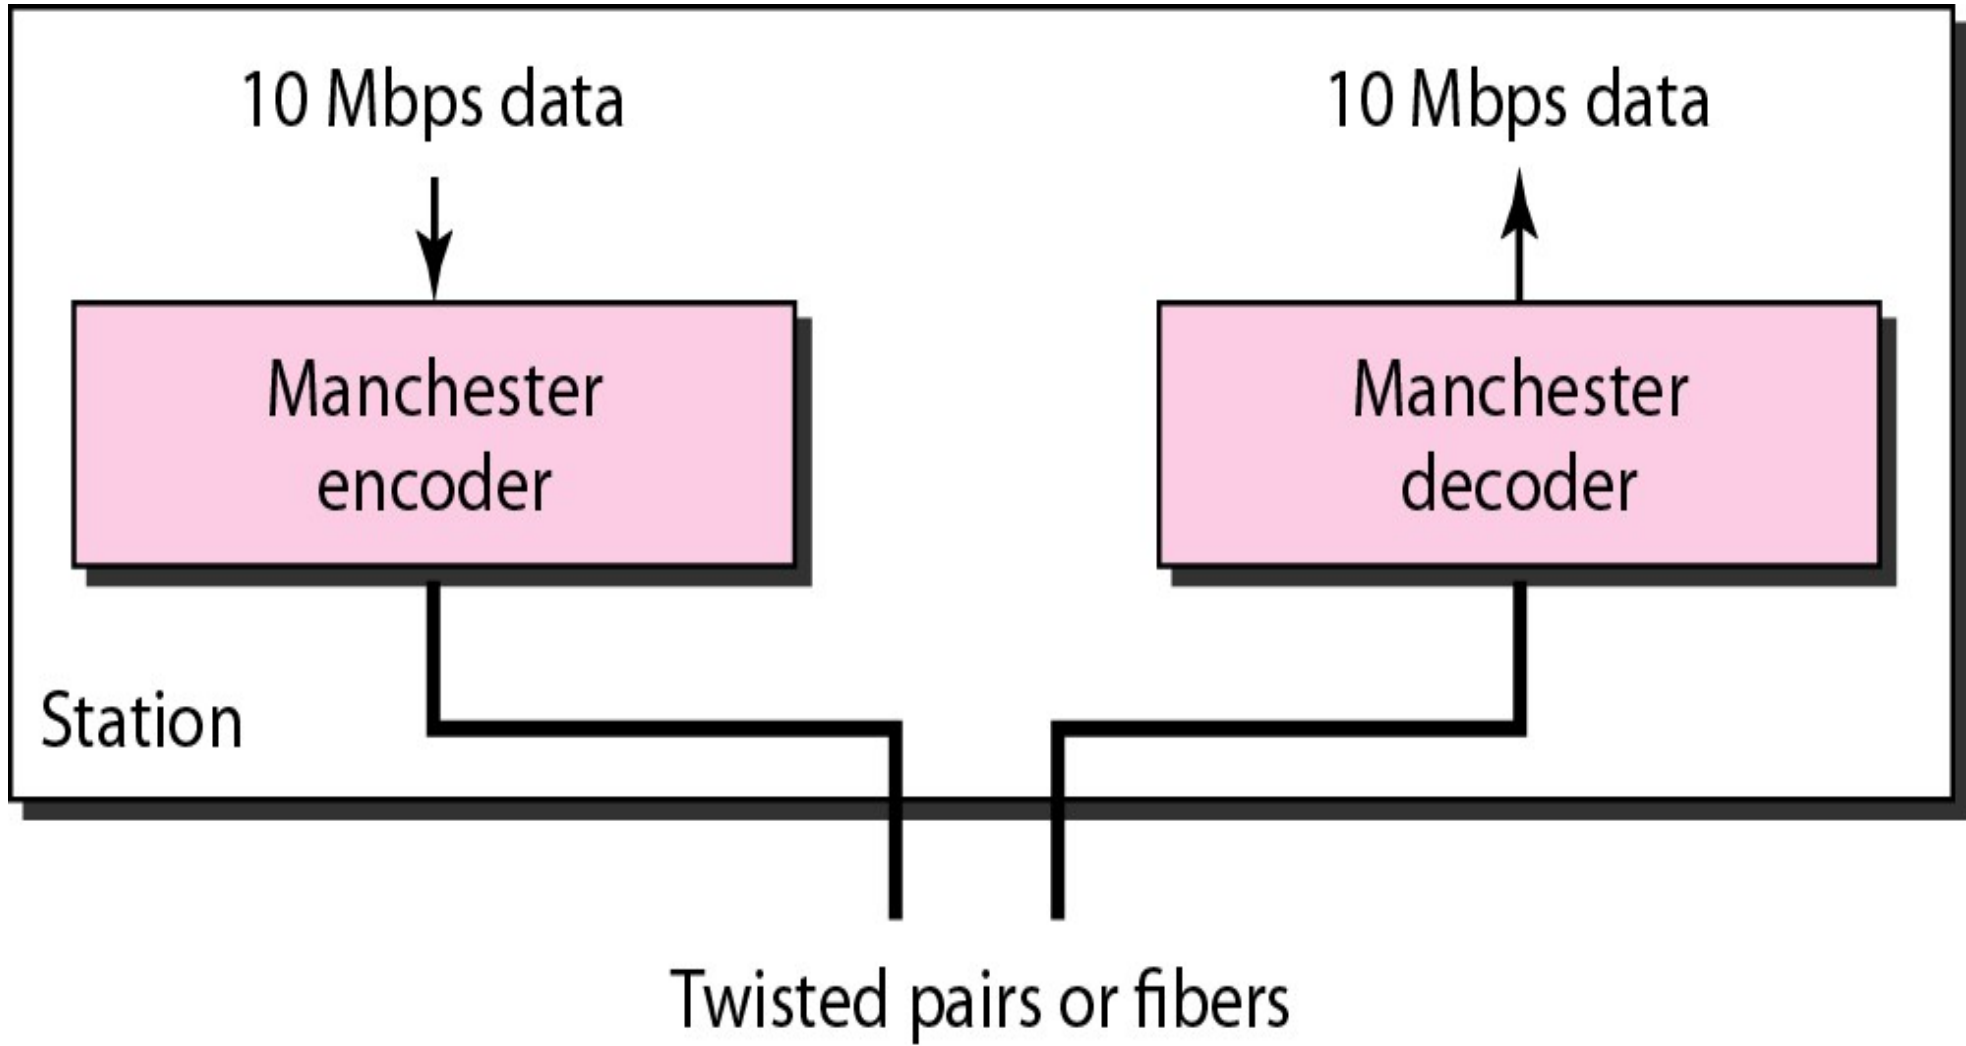 10 Mbps data
10 Mbps data
Manchester
encoder
Manchester
decoder
Station
Twisted pairs or fibers